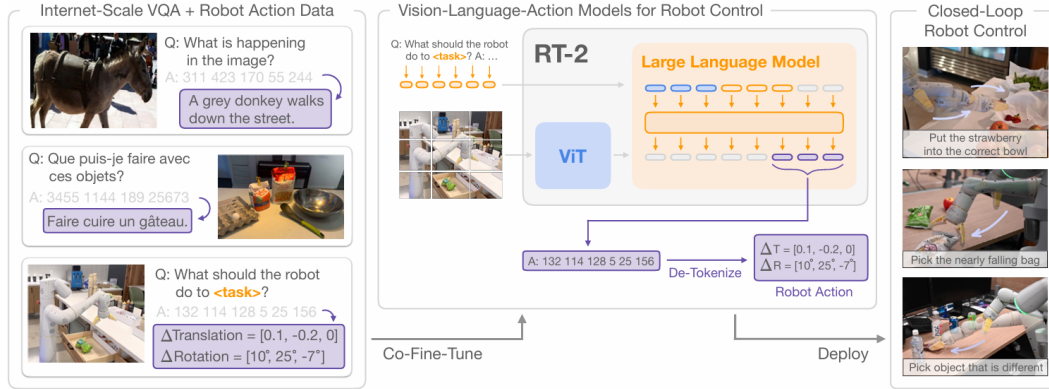 Internet-Scale VQA + Robot Action Data
Q: What is happening
in the image?
A: 311 423 170 55 244
A grey donkey walks
down the street.
Q: Que puis-je faire avec
ces objets?
A: 3455 1144 189 25673
Faire cuire un gâteau.
Q: What should the robot
do to <task>?
A: 132 114 128 5 25 156
ΔTranslation = [0.1, -0.2, 0]
ΔRotation = [10°, 25°, -7°]
Co-Fine-Tune
Vision-Language-Action Models for Robot Control
Q: What should the robot
do to <task>? A: ...
RT-2
Large Language Model
ViT
A: 132 114 128 5 25 156
De-Tokenize
ΔT = [0.1, -0.2, 0]
ΔR = [10°, 25°, -7°]
Robot Action
Deploy
Closed-Loop
Robot Control
Put the strawberry
into the correct bowl
Pick the nearly falling bag
Pick object that is different